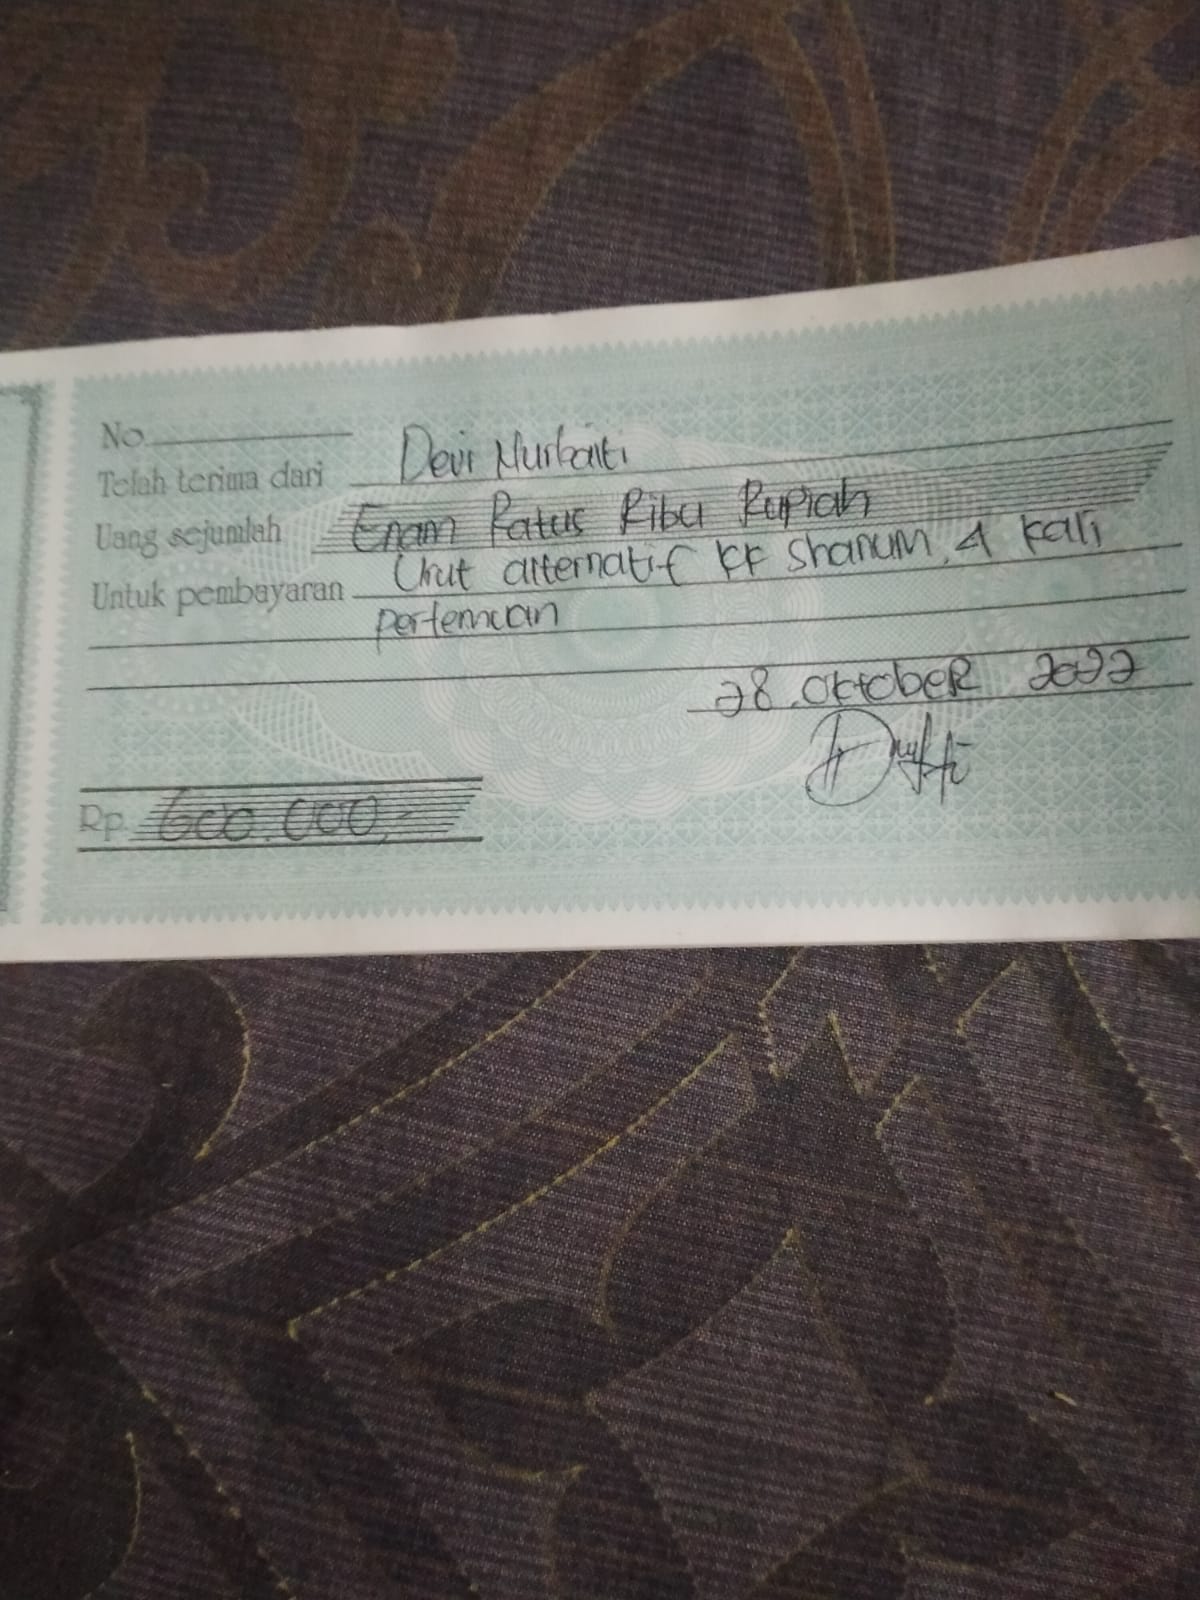 No.
Telah terima dari Devi Nurbaiti
Uang sejumlah Enam Ratus Ribu Rupiah
Untuk pembayaran Urut alternatif KK Shanum, 4 kali
pertemuan
28 Oktober 2022
Rp. 600.000,-